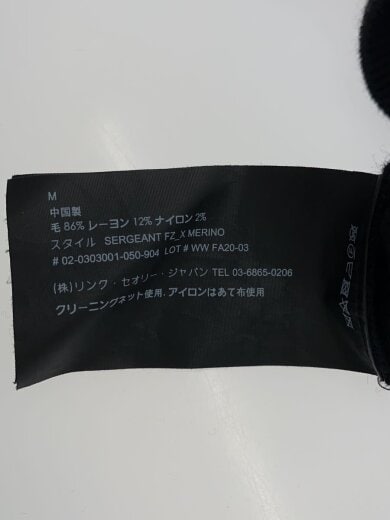 M
中国製
毛 86% レーヨン 12% ナイロン 2%
スタイル SERGEANT FZ_X MERINO
# 02-0303001-050-904 LOT # WW FA20-03
(株)リンク・セオリー・ジャパン TEL 03-6865-0206
クリーニングネット使用,アイロンはあて布使用